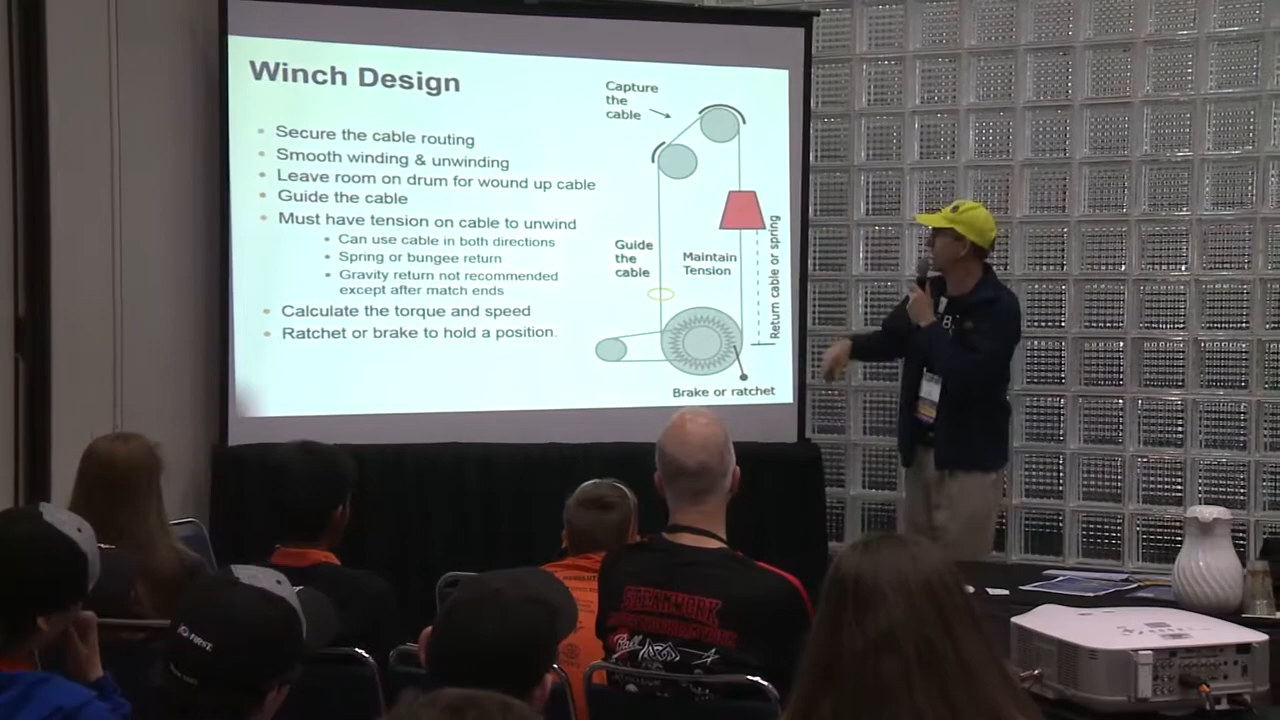 Winch Design
• Secure the cable routing
• Smooth winding & unwinding
• Leave room on drum for wound up cable
• Guide the cable
• Must have tension on cable to unwind
• Can use cable in both directions
• Spring or bungee return
• Gravity return not recommended
except after match ends
• Calculate the torque and speed
• Ratchet or brake to hold a position.
Capture
the
cable
Guide
the
cable
Maintain
Tension
Return cable or spring
Brake or ratchet
FIRST
STEAMWORK